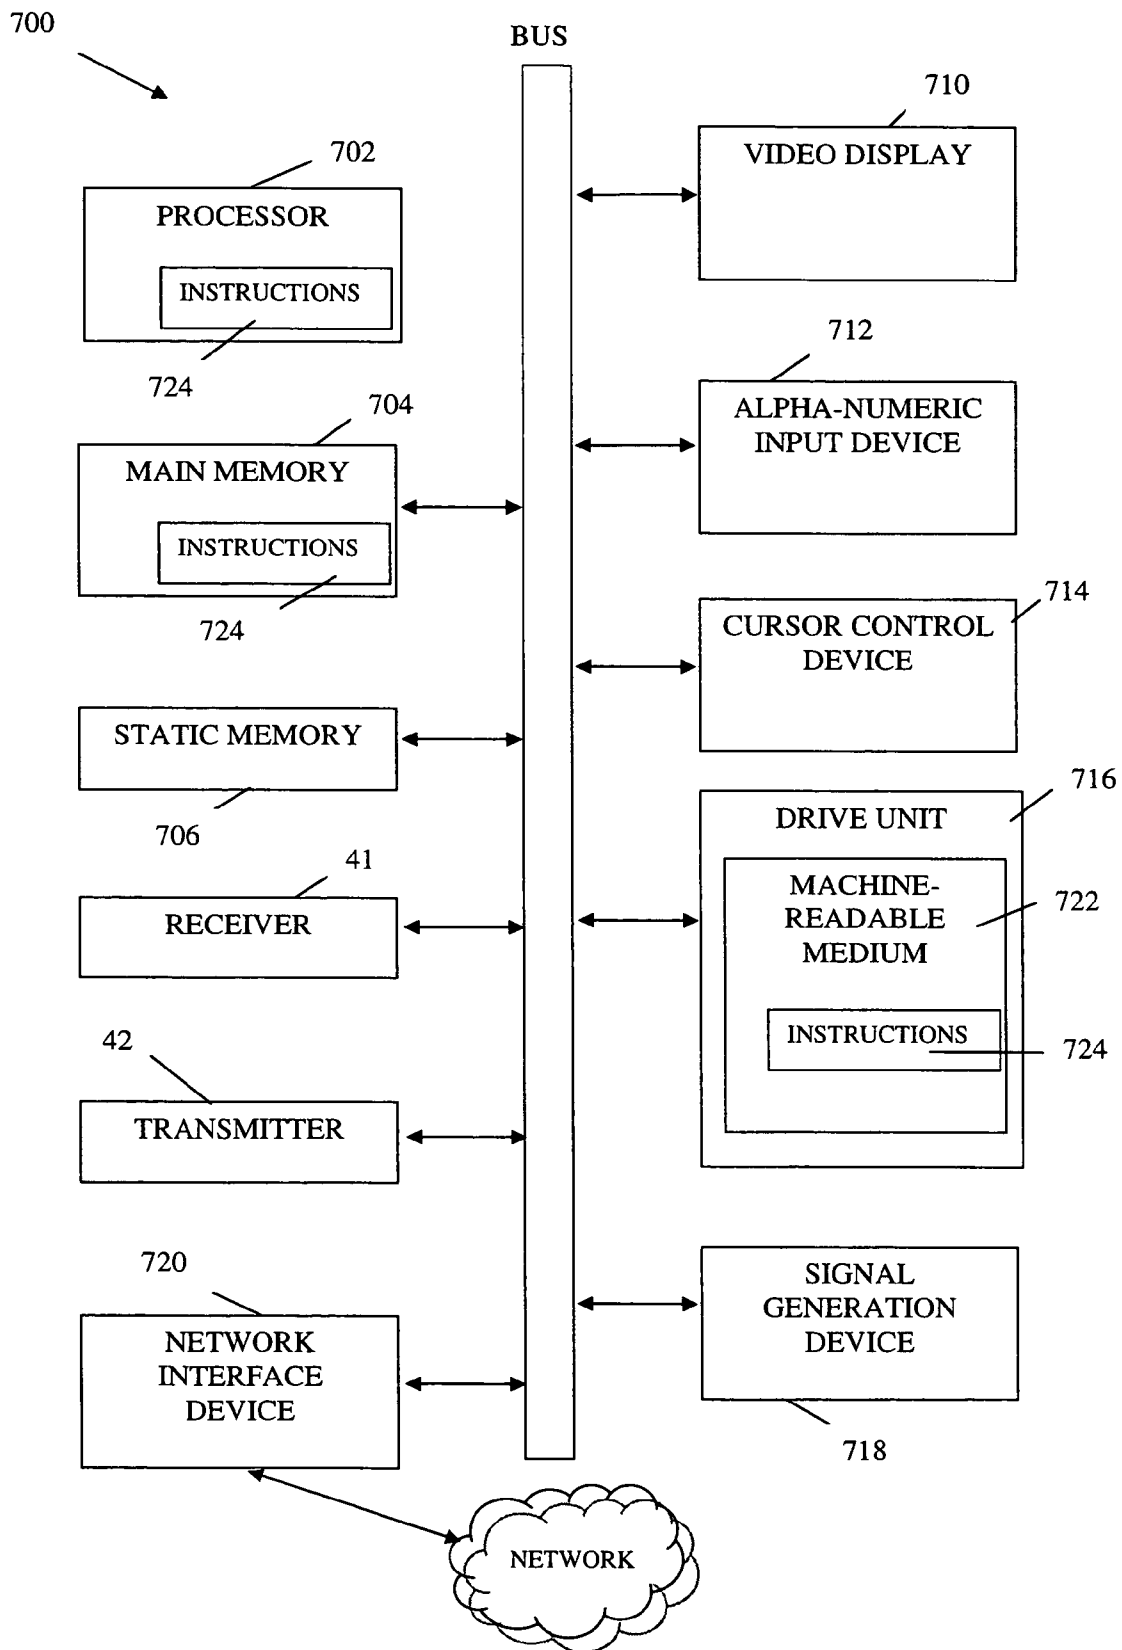 700
BUS
710
VIDEO DISPLAY
702
PROCESSOR
INSTRUCTIONS
724
712
ALPHA-NUMERIC
INPUT DEVICE
704
MAIN MEMORY
INSTRUCTIONS
724
714
CURSOR CONTROL
DEVICE
STATIC MEMORY
706
716
DRIVE UNIT
MACHINE-
READABLE
MEDIUM
722
INSTRUCTIONS
724
41
RECEIVER
42
TRANSMITTER
720
NETWORK
INTERFACE
DEVICE
SIGNAL
GENERATION
DEVICE
718
NETWORK